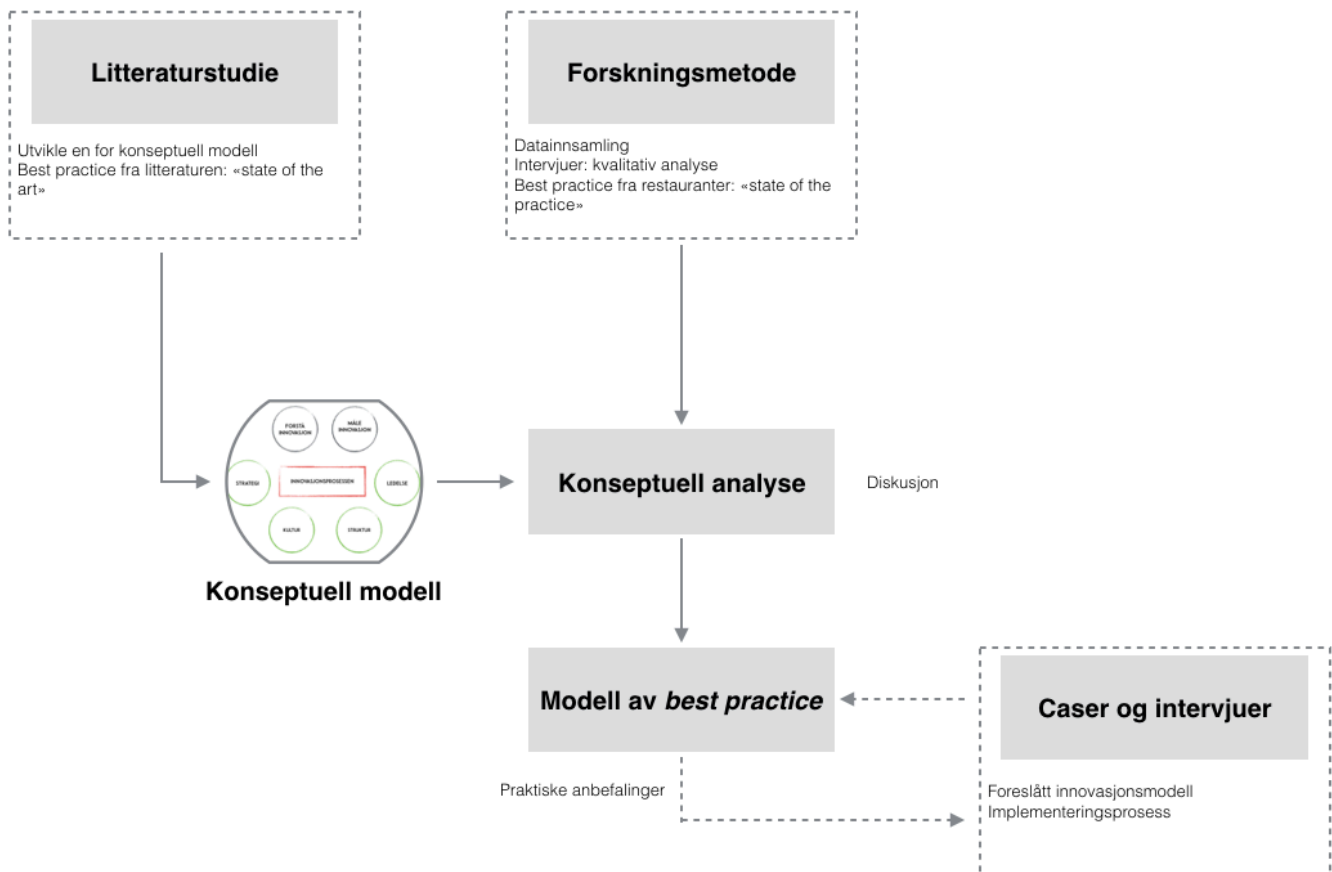 Litteraturstudie
Utvikle en for konseptuell modell
Best practice fra litteraturen: «state of the
art»
Forskningsmetode
Datainnsamling
Intervjuer: kvalitativ analyse
Best practice fra restauranter: «state of the
practice»
FORSTÅ
INNOVASJON
MÅLE
INNOVASJON
STRATEGI
INNOVASJONSPROSESSEN
LEDELSE
KULTUR
STRUKTUR
Konseptuell modell
Konseptuell analyse
Diskusjon
Modell av best practice
Praktiske anbefalinger
Caser og intervjuer
Foreslått innovasjonsmodell
Implementeringsprosess